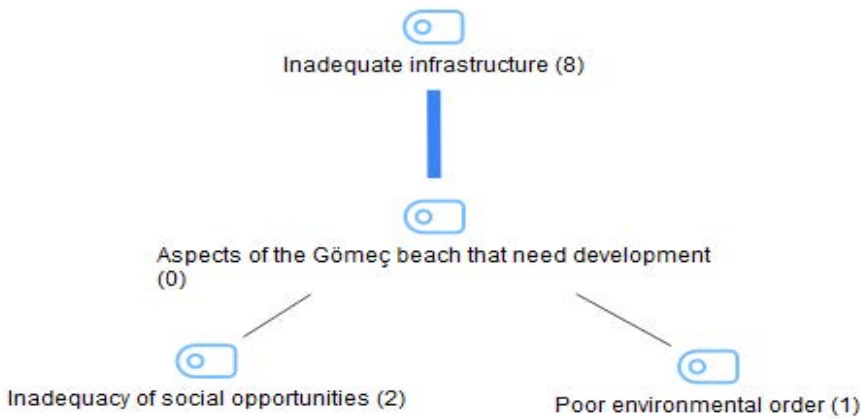 Inadequate infrastructure (8)
Aspects of the Gömeç beach that need development
(0)
Inadequacy of social opportunities (2)
Poor environmental order (1)